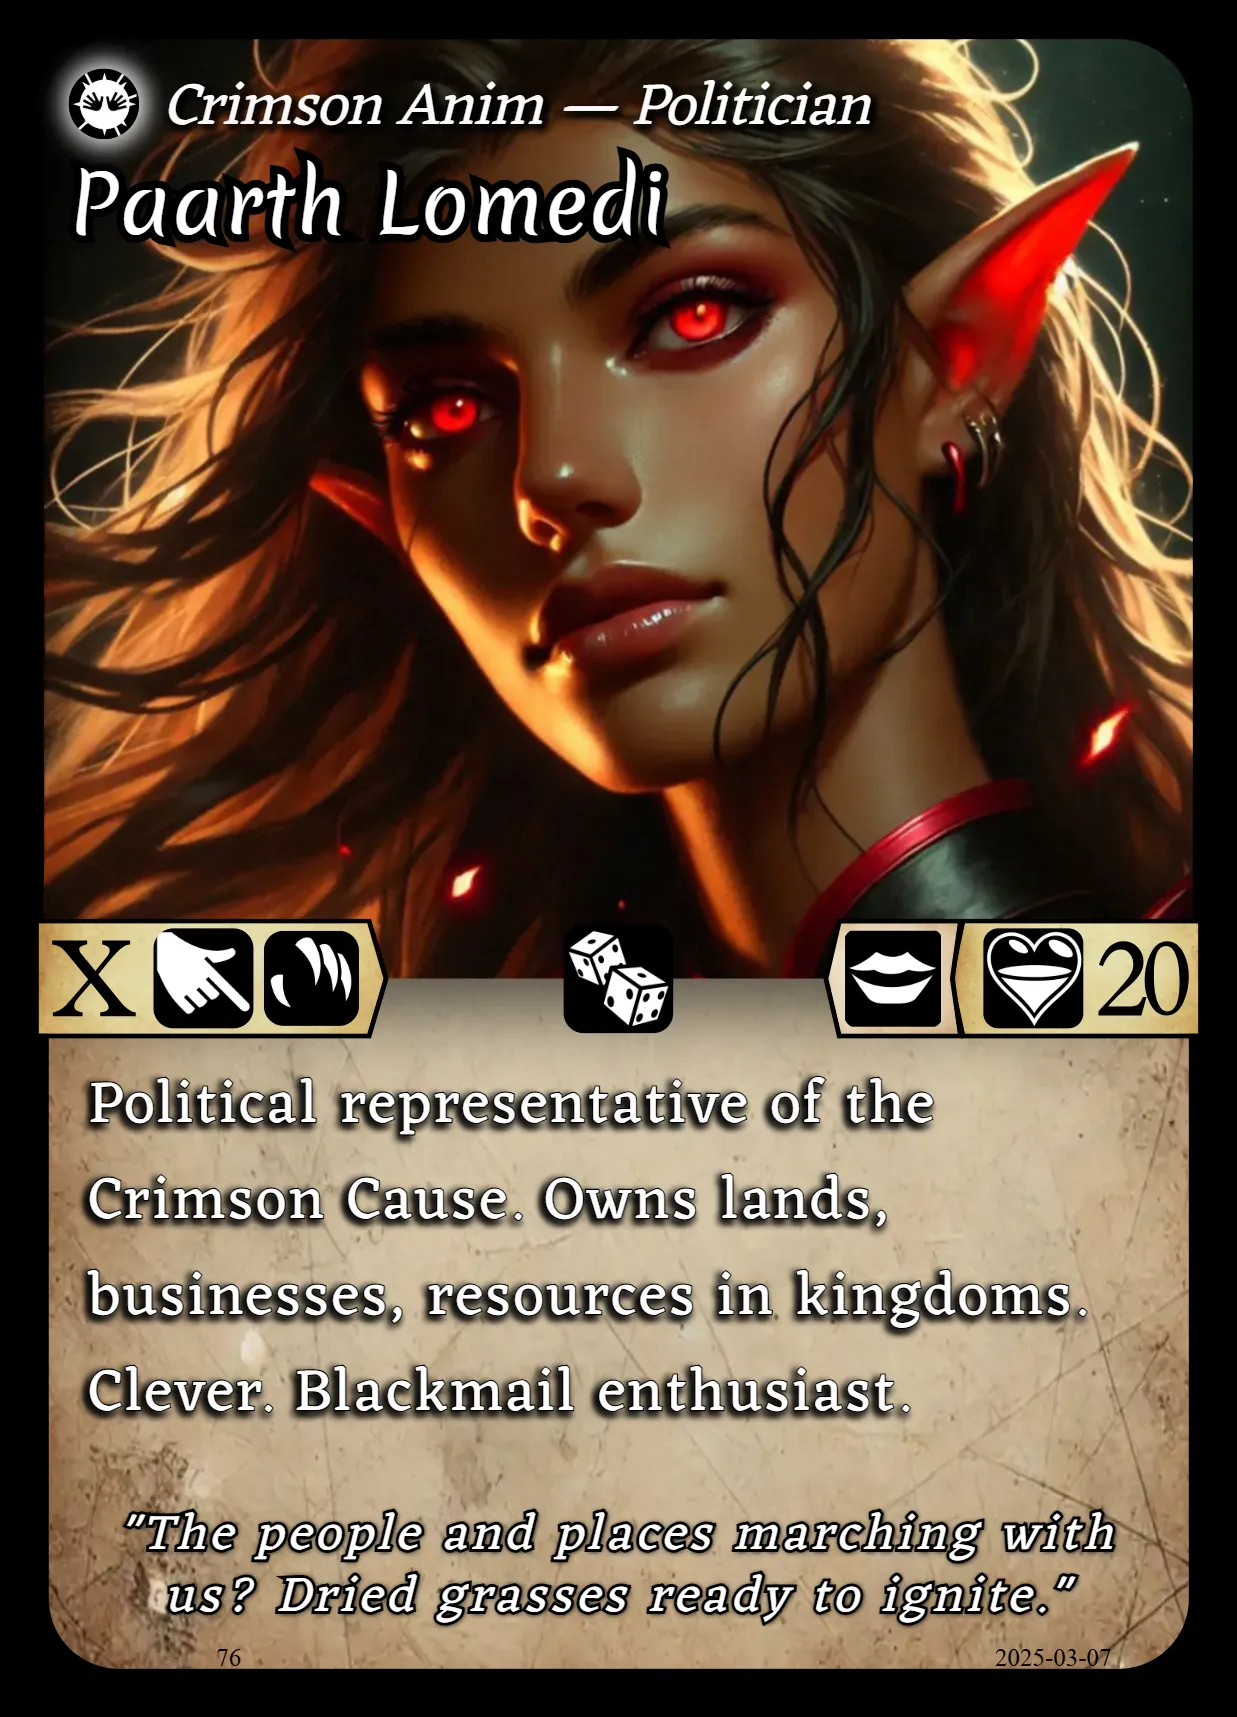 Crimson Anim — Politician
Paarth Lomedi
X
20
Political representative of the
Crimson Cause. Owns lands,
businesses, resources in kingdoms.
Clever. Blackmail enthusiast.
"The people and places marching with
us? Dried grasses ready to ignite."
76
2025-03-07